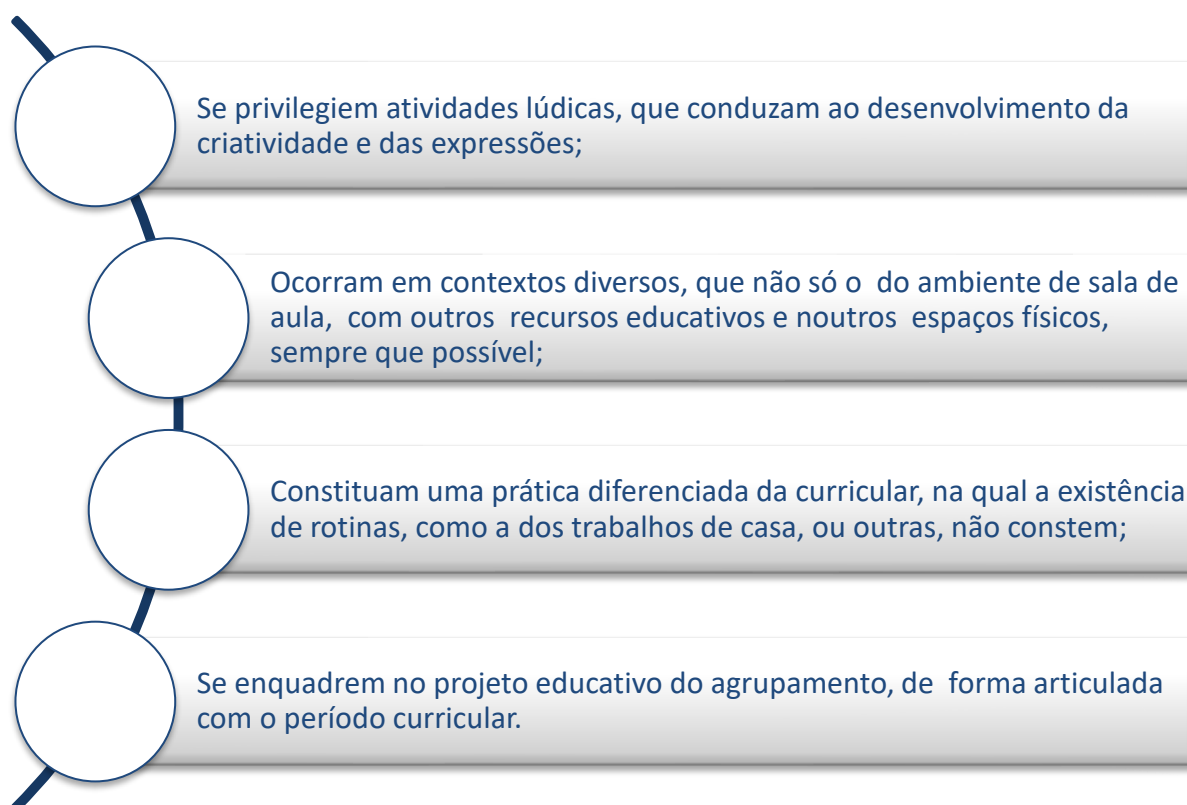 Se privilegiem atividades lúdicas, que conduzam ao desenvolvimento da
criatividade e das expressões;
Ocorram em contextos diversos, que não só o do ambiente de sala de
aula, com outros recursos educativos e noutros espaços físicos,
sempre que possível;
Constituam uma prática diferenciada da curricular, na qual a existência
de rotinas, como a dos trabalhos de casa, ou outras, não constem;
Se enquadrem no projeto educativo do agrupamento, de forma articulada
com o período curricular.